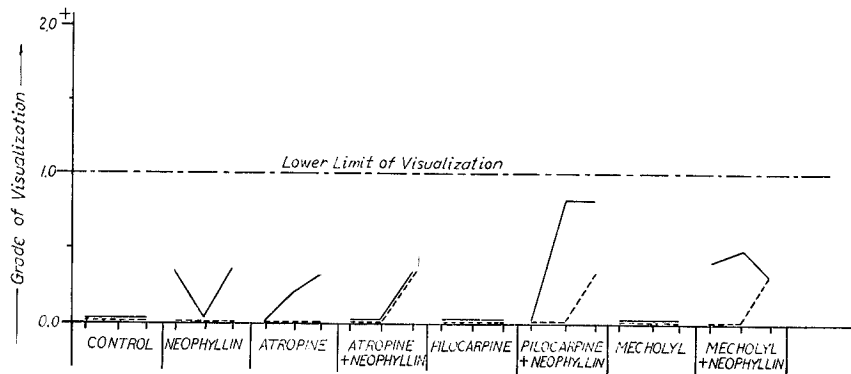 +
2.0
Grade of Visualization
Lower Limit of Visualization
1.0
0.0
CONTROL
NEOPHYLLIN
ATROPINE
ATROPINE
+NEOPHYLLIN
PILOCARPINE
PILOCARPINE
+NEOPHYLLIN
MECHOLYL
MECHOLYL
+NEOPHYLLIN